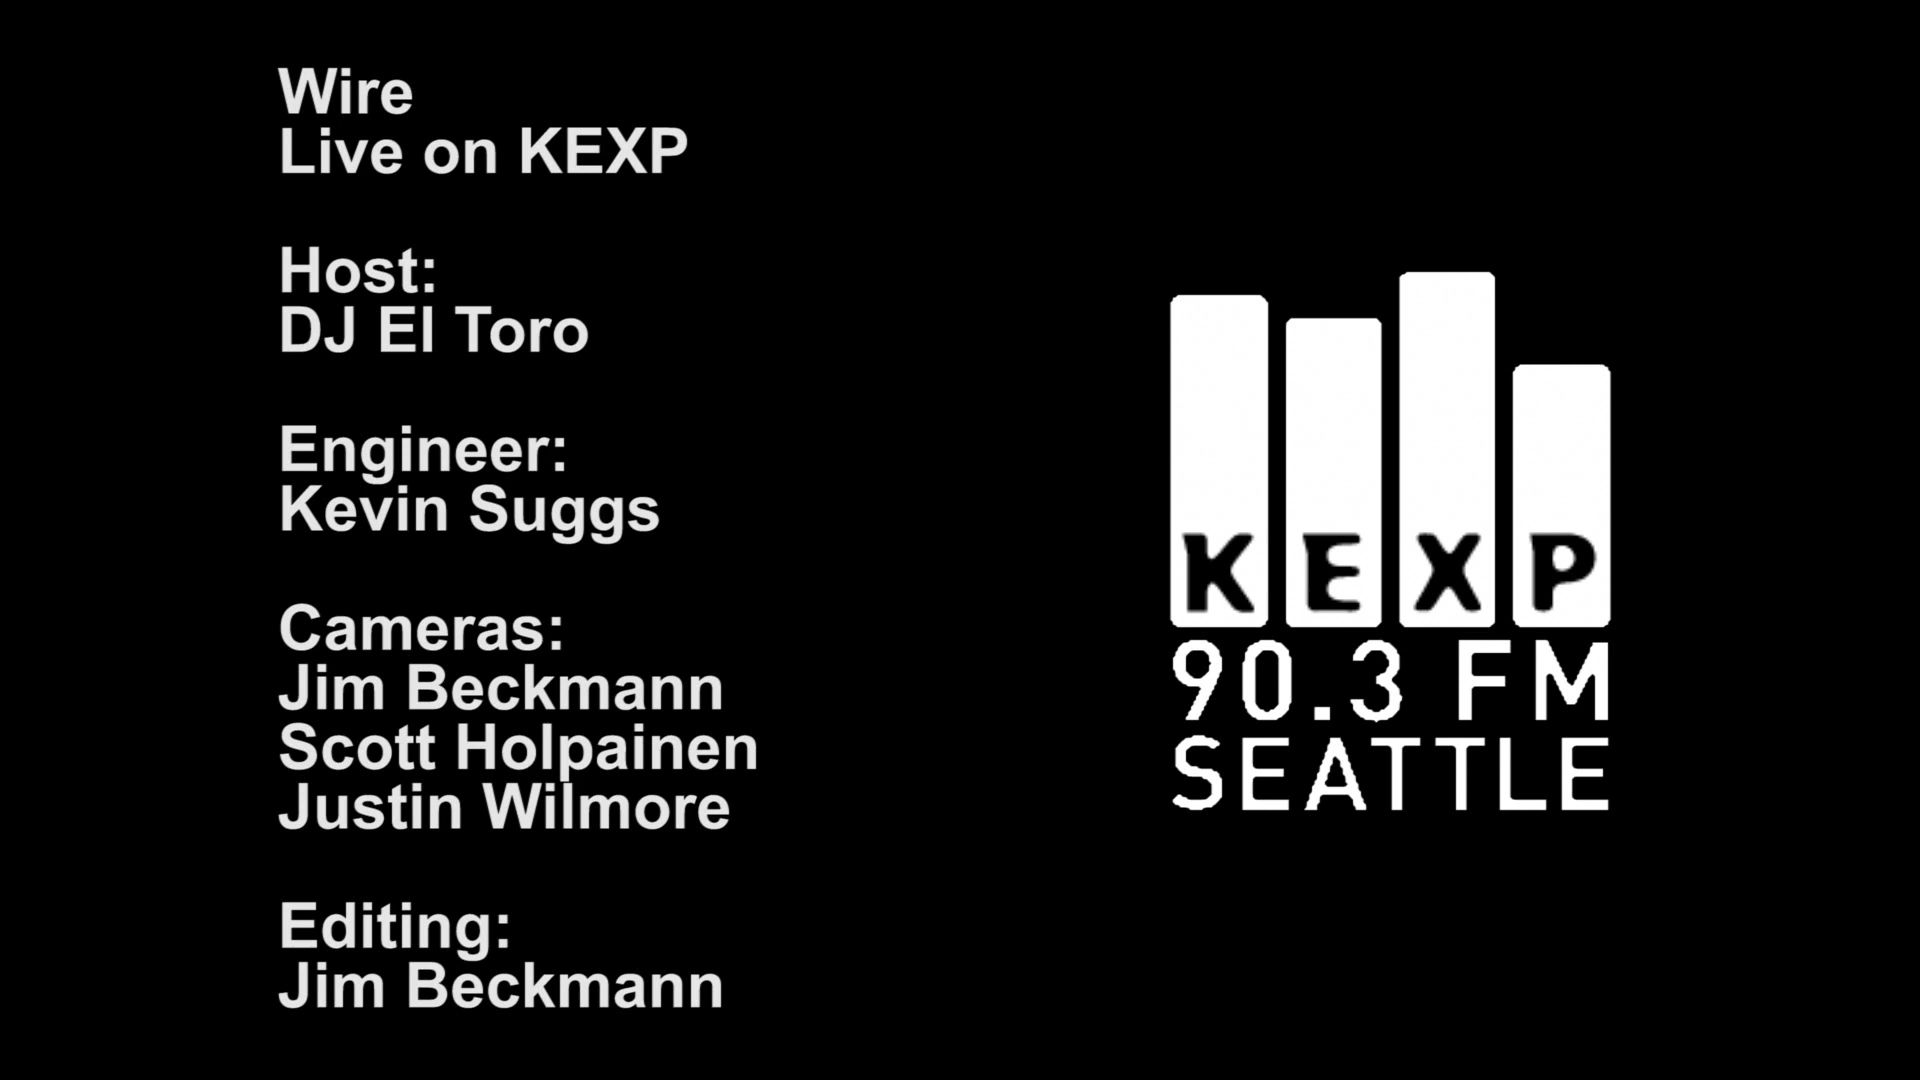 Wire
Live on KEXP
Host:
DJ El Toro
Engineer:
Kevin Suggs
Cameras:
Jim Beckmann
Scott Holpainen
Justin Wilmore
Editing:
Jim Beckmann
KEXP
90.3 FM
SEATTLE